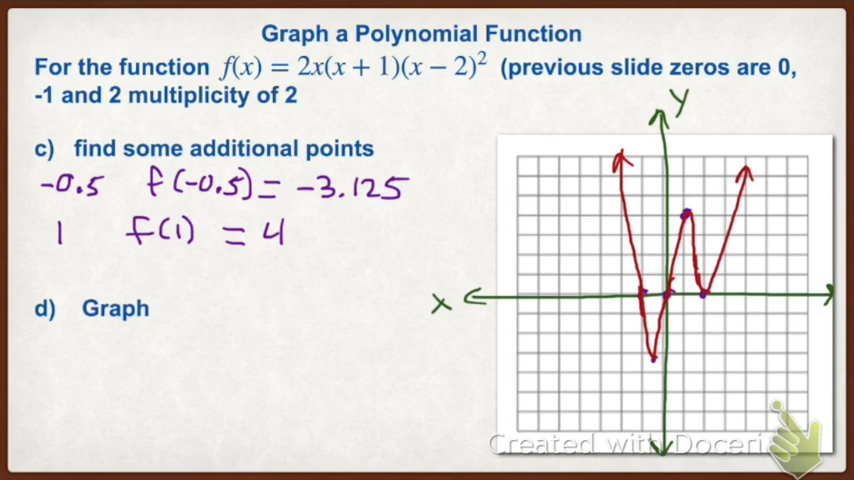 Graph a Polynomial Function
For the function f(x) = 2x(x + 1)(x − 2)² (previous slide zeros are 0,
-1 and 2 multiplicity of 2
c) find some additional points
-0.5 f(-0.5) = -3.125
1 f(1) = 4
d) Graph
y
x
Created with Doceri